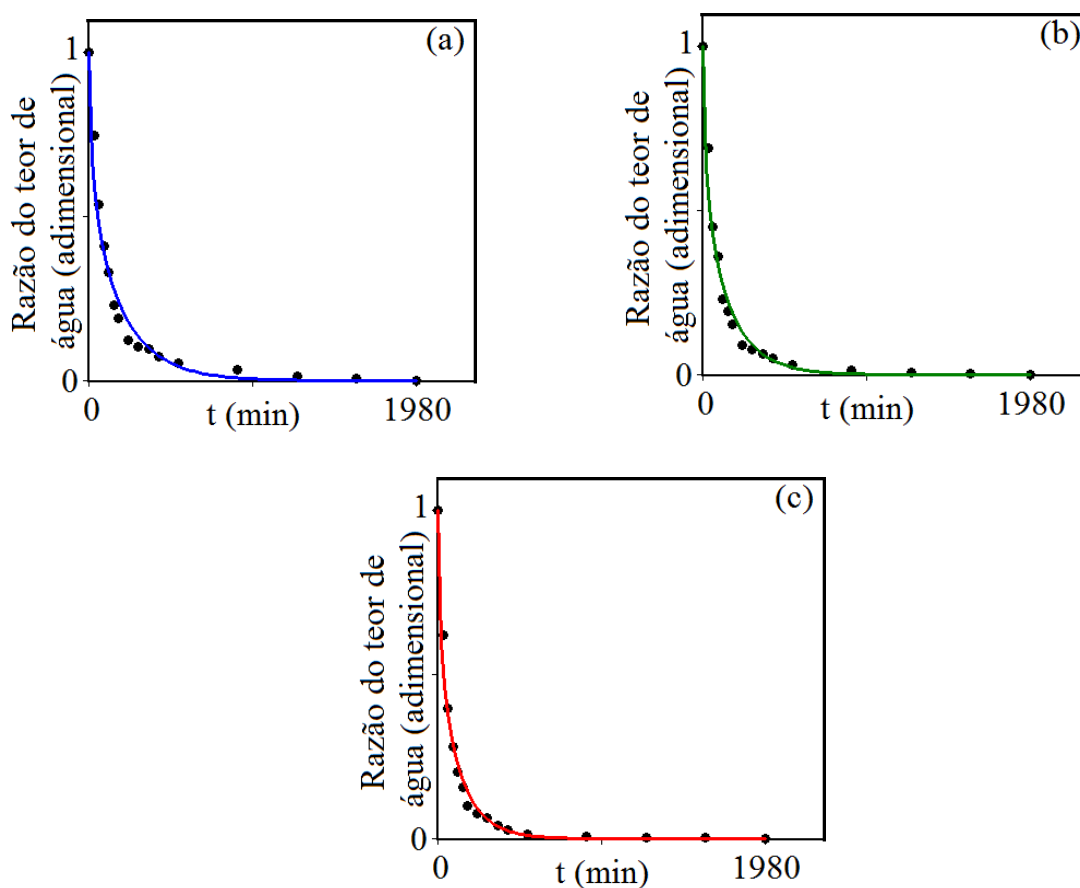 (a)
1
Razão do teor de
água (adimensional)
0
0
t (min)
1980
(b)
1
Razão do teor de
água (adimensional)
0
0
t (min)
1980
(c)
1
Razão do teor de
água (adimensional)
0
0
t (min)
1980